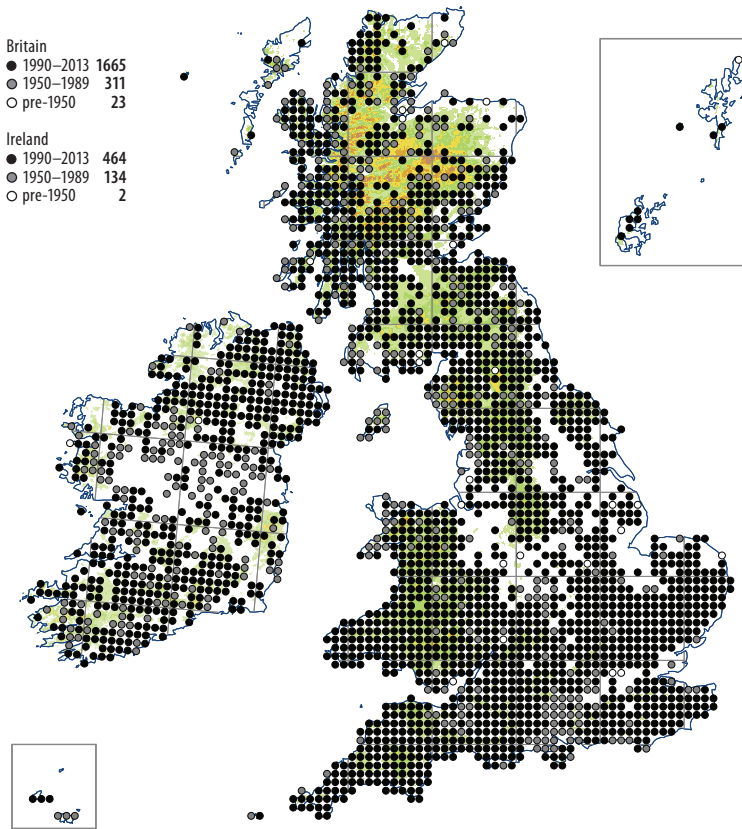 Britain
1990–2013 1665
1950–1989 311
pre-1950 23
Ireland
1990–2013 464
1950–1989 134
pre-1950 2